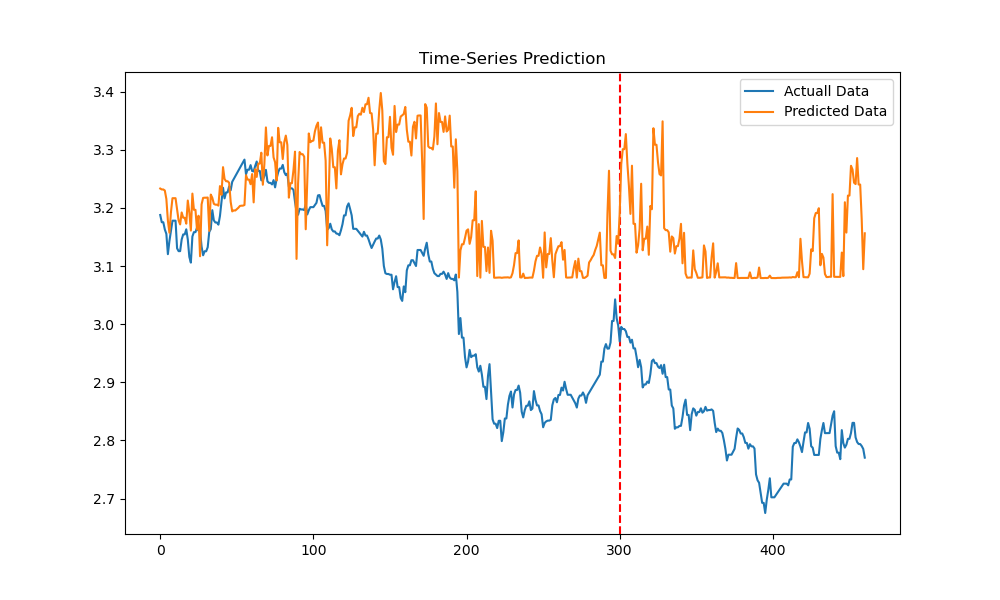 Time-Series Prediction
Actuall Data
Predicted Data
3.4
3.3
3.2
3.1
3.0
2.9
2.8
2.7
0 100 200 300 400